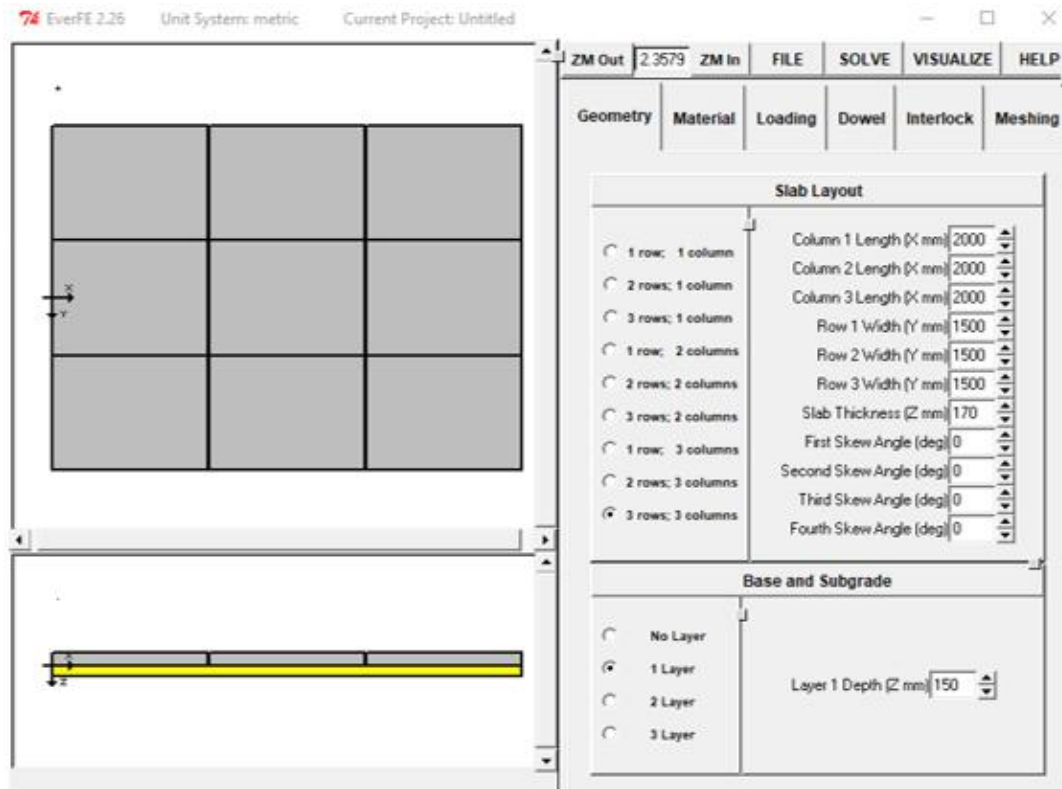 EverFE 2.26 Unit System: metric Current Project: Untitled
ZM Out 2.3579 ZM In FILE SOLVE VISUALIZE HELP
Geometry Material Loading Dowel Interlock Meshing
Slab Layout
1 row; 1 column
2 rows; 1 column
3 rows; 1 column
1 row; 2 columns
2 rows; 2 columns
3 rows; 2 columns
1 row; 3 columns
2 rows; 3 columns
3 rows; 3 columns
Column 1 Length (X mm) 2000
Column 2 Length (X mm) 2000
Column 3 Length (X mm) 2000
Row 1 Width (Y mm) 1500
Row 2 Width (Y mm) 1500
Row 3 Width (Y mm) 1500
Slab Thickness (Z mm) 170
First Skew Angle (deg) 0
Second Skew Angle (deg) 0
Third Skew Angle (deg) 0
Fourth Skew Angle (deg) 0
X
Y
Base and Subgrade
No Layer
1 Layer
2 Layer
3 Layer
Layer 1 Depth (Z mm) 150
X
Z